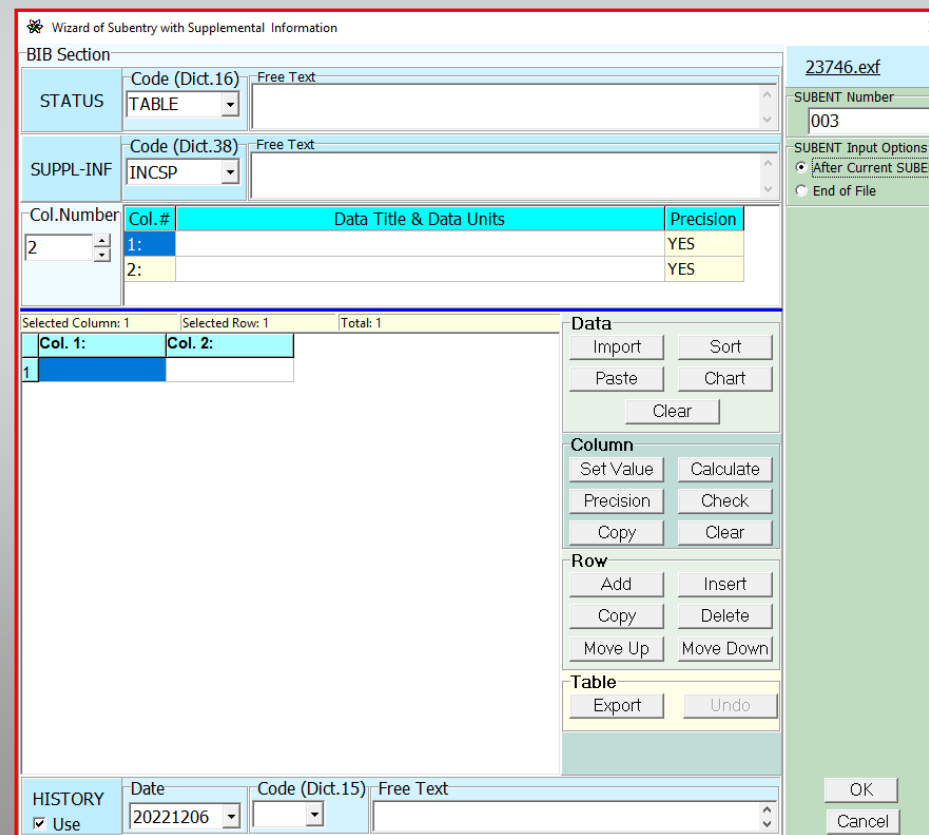 Wizard of Subentry with Supplemental Information
BIB Section
STATUS
Code (Dict.16)
TABLE
Free Text
SUPPL-INF
Code (Dict.38)
INCSP
Free Text
Col.Number
2
Col.# Data Title & Data Units Precision
1: YES
2: YES
Selected Column: 1 Selected Row: 1 Total: 1
Col. 1: Col. 2:
1
Data
Import Sort
Paste Chart
Clear
Column
Set Value Calculate
Precision Check
Copy Clear
Row
Add Insert
Copy Delete
Move Up Move Down
Table
Export Undo
HISTORY
Use
Date
20221206
Code (Dict.15)
Free Text
23746.exf
SUBENT Number
003
SUBENT Input Options
After Current SUBE
End of File
OK
Cancel